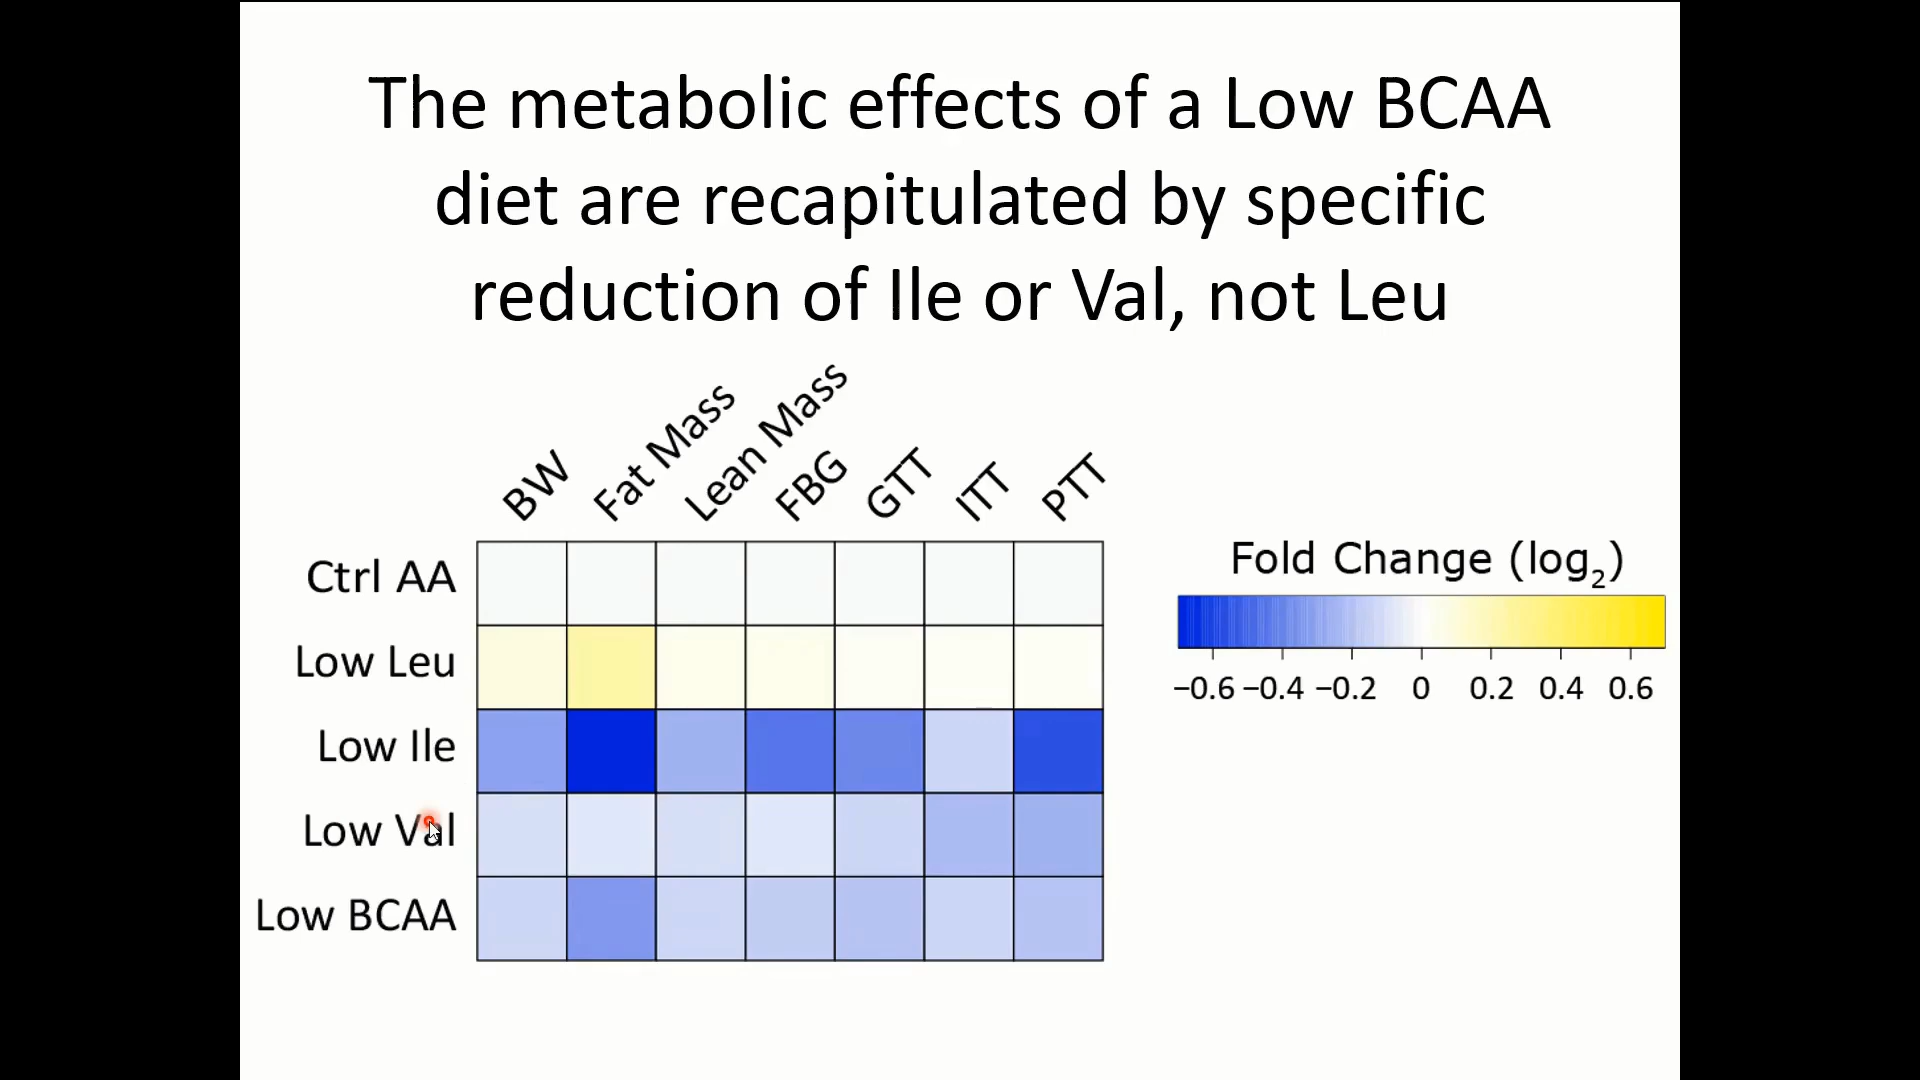 The metabolic effects of a Low BCAA
diet are recapitulated by specific
reduction of Ile or Val, not Leu
BW
Fat Mass
Lean Mass
FBG
GTT
ITT
PTT
Ctrl AA
Low Leu
Low Ile
Low Val
Low BCAA
Fold Change (log₂)
−0.6 −0.4 −0.2 0 0.2 0.4 0.6